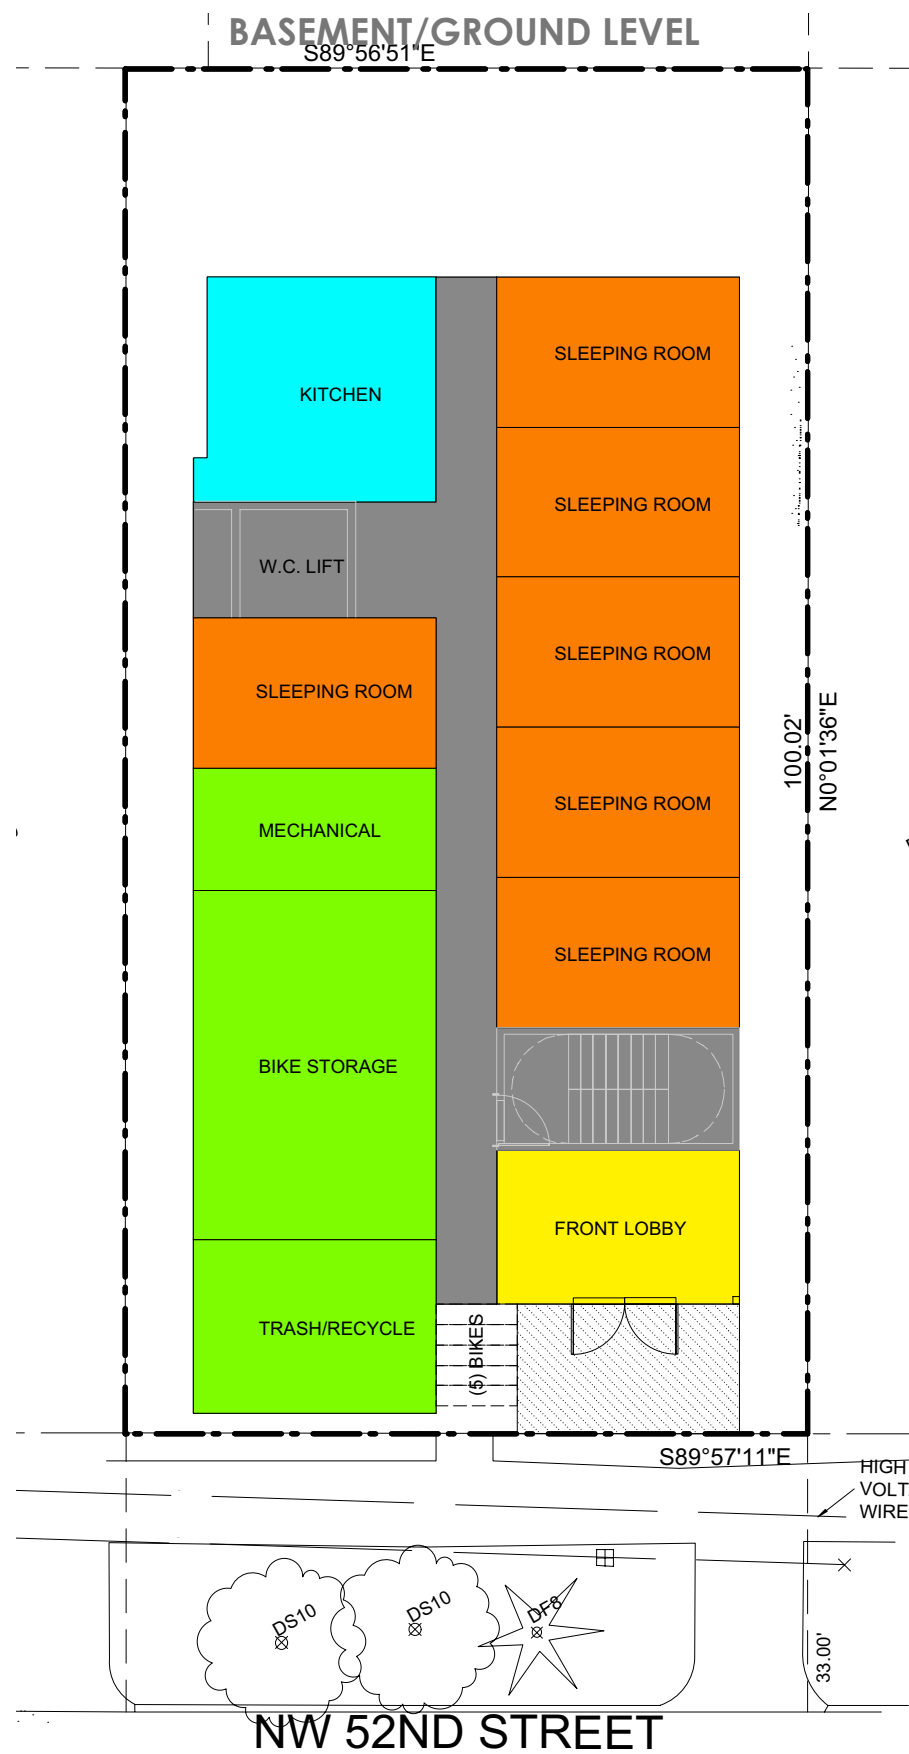 BASEMENT/GROUND LEVEL
S89°56'51"E
KITCHEN
SLEEPING ROOM
SLEEPING ROOM
W.C. LIFT
SLEEPING ROOM
SLEEPING ROOM
100.02'
N0°01'36"E
SLEEPING ROOM
MECHANICAL
SLEEPING ROOM
BIKE STORAGE
FRONT LOBBY
TRASH/RECYCLE
(5) BIKES
S89°57'11"E
HIGH
VOLT
WIRE
DS10
DS10
DF8
33.00'
NW 52ND STREET